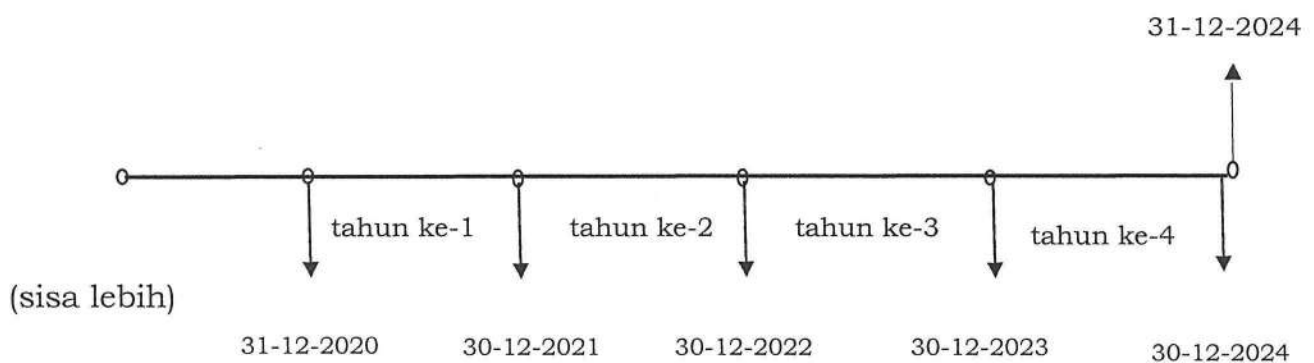 31-12-2024
tahun ke-1 tahun ke-2 tahun ke-3 tahun ke-4
(sisa lebih)
31-12-2020 30-12-2021 30-12-2022 30-12-2023 30-12-2024